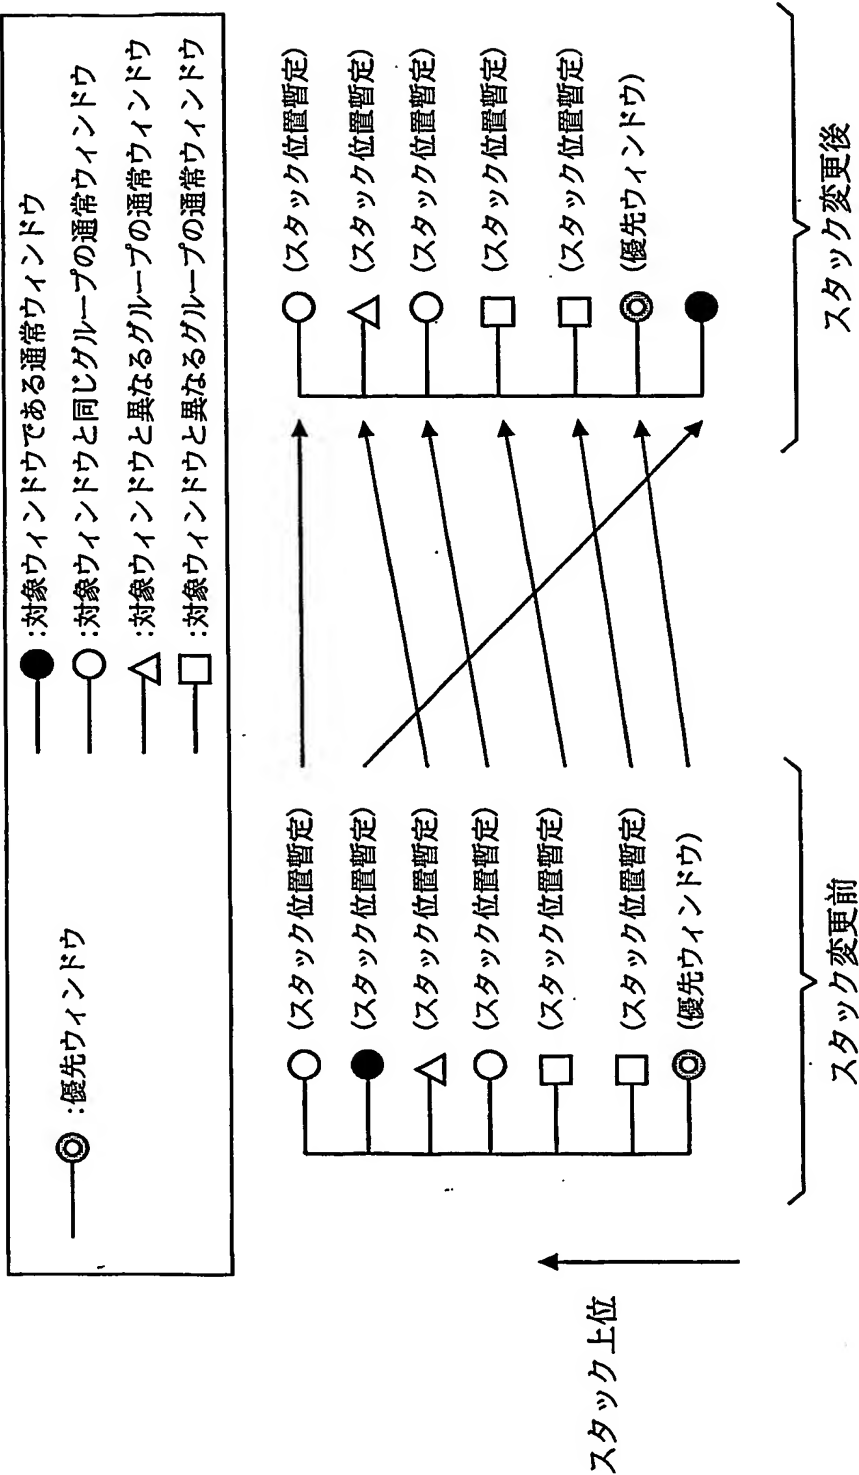 :優先ウィンドウ
:対象ウィンドウである通常ウィンドウ
:対象ウィンドウと同じグループの通常ウィンドウ
:対象ウィンドウと異なるグループの通常ウィンドウ
:対象ウィンドウと異なるグループの通常ウィンドウ
スタック上位
(スタック位置暫定)
(スタック位置暫定)
(スタック位置暫定)
(スタック位置暫定)
(スタック位置暫定)
(スタック位置暫定)
(優先ウィンドウ)
スタック変更前
(スタック位置暫定)
(スタック位置暫定)
(スタック位置暫定)
(スタック位置暫定)
(スタック位置暫定)
(優先ウィンドウ)
スタック変更後